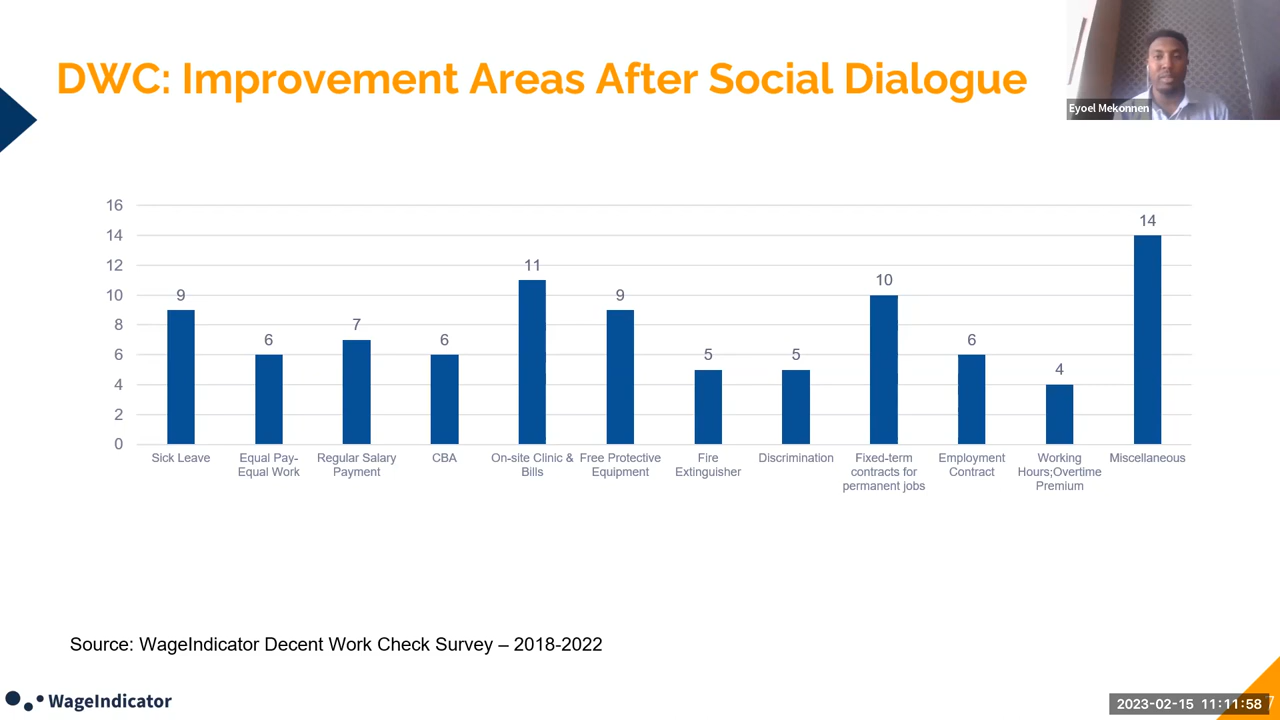 DWC: Improvement Areas After Social Dialogue
Eyoel Mekonnen
16
14
12
10
8
6
4
2
0
9
6
7
6
11
9
5
5
10
6
4
14
Sick Leave
Equal Pay-
Equal Work
Regular Salary
Payment
CBA
On-site Clinic &
Bills
Free Protective
Equipment
Fire
Extinguisher
Discrimination
Fixed-term
contracts for
permanent jobs
Employment
Contract
Working
Hours;Overtime
Premium
Miscellaneous
Source: WageIndicator Decent Work Check Survey – 2018-2022
WageIndicator
2023-02-15 11:11:58
7